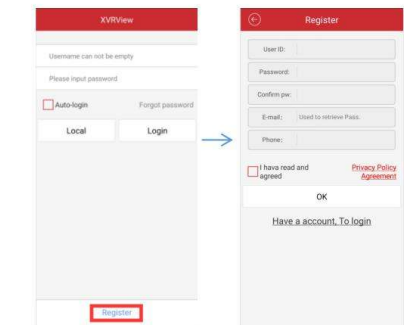 XVRView
Username can not be empty
Please input password
Auto-login
Forgot password
Local
Login
Register
Register
User ID:
Password:
Confirm pw:
E-mail: Used to retrieve Pass.
Phone:
I hava read and
agreed
Privacy Policy
Agreement
OK
Have a account, To login